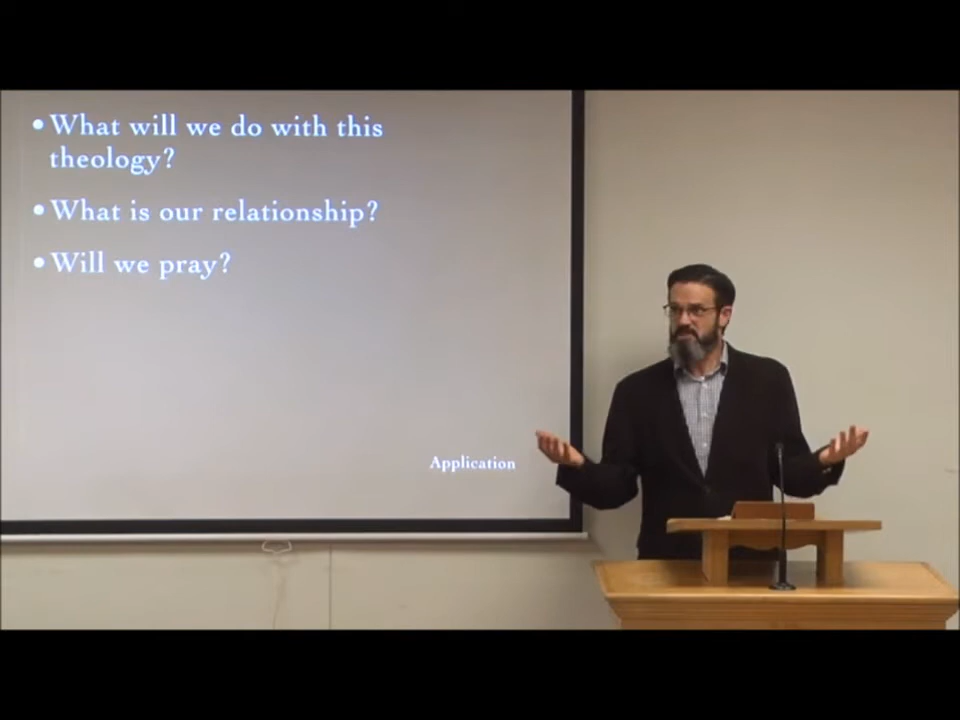 • What will we do with this
theology?
• What is our relationship?
• Will we pray?
Application